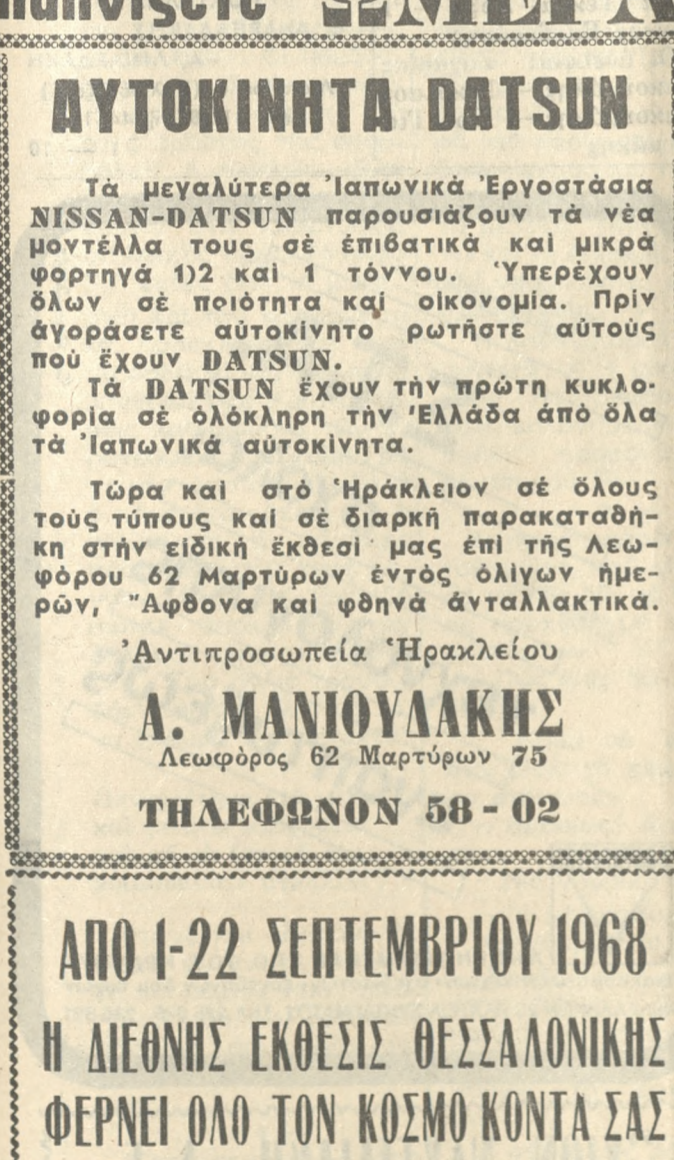 ΑΥΤΟΚΙΝΗΤΑ DATSUN
Τὰ μεγαλύτερα Ἰαπωνικὰ Ἐργοστάσια
NISSAN-DATSUN παρουσιάζουν τὰ νέα
μοντέλλα τους σὲ ἐπιβατικὰ καὶ μικρὰ
φορτηγά 1)2 καὶ 1 τόννου. Ὑπερέχουν
ὅλων σὲ ποιότητα καὶ οἰκονομία. Πρὶν
ἀγοράσετε αὐτοκίνητο ρωτῆστε αὐτοὺς
ποὺ ἔχουν DATSUN.
Τὰ DATSUN ἔχουν τὴν πρώτη κυκλο-
φορία σὲ ὁλόκληρη τὴν Ἑλλάδα ἀπὸ ὅλα
τὰ Ἰαπωνικὰ αὐτοκίνητα.
Τώρα καὶ στὸ Ἡράκλειον σέ ὅλους
τοὺς τύπους καὶ σὲ διαρκῆ παρακαταθή-
κη στὴν εἰδικὴ ἔκθεσί μας ἐπὶ τῆς Λεω-
φόρου 62 Μαρτύρων ἐντὸς ὀλίγων ἡμε-
ρῶν, Ἄφθονα καὶ φθηνὰ ἀνταλλακτικά.
Ἀντιπροσωπεία Ἡρακλείου
Α. ΜΑΝΙΟΥΔΑΚΗΣ
Λεωφόρος 62 Μαρτύρων 75
ΤΗΛΕΦΩΝΟΝ 58 - 02
ΑΠΟ 1-22 ΣΕΠΤΕΜΒΡΙΟΥ 1968
Η ΔΙΕΘΝΗΣ ΕΚΘΕΣΙΣ ΘΕΣΣΑΛΟΝΙΚΗΣ
ΦΕΡΝΕΙ ΟΛΟ ΤΟΝ ΚΟΣΜΟ ΚΟΝΤΑ ΣΑΣ